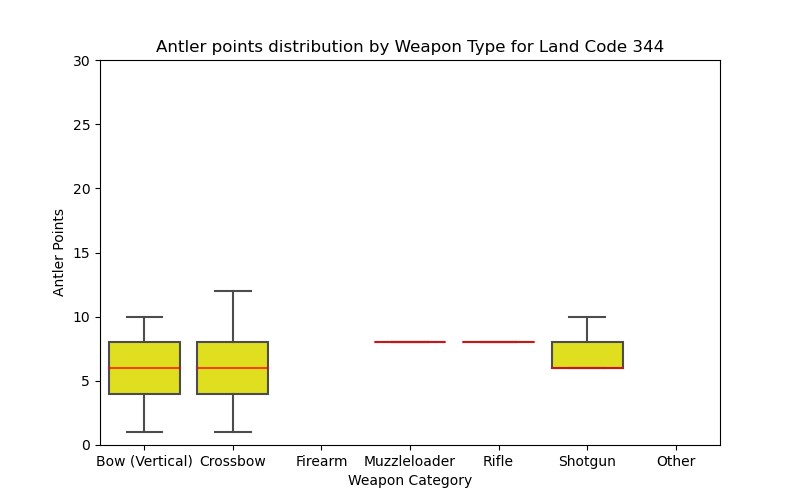 Antler points distribution by Weapon Type for Land Code 344
30
25
20
15
10
5
0
Antler Points
Bow (Vertical) Crossbow Firearm Muzzleloader Rifle Shotgun Other
Weapon Category